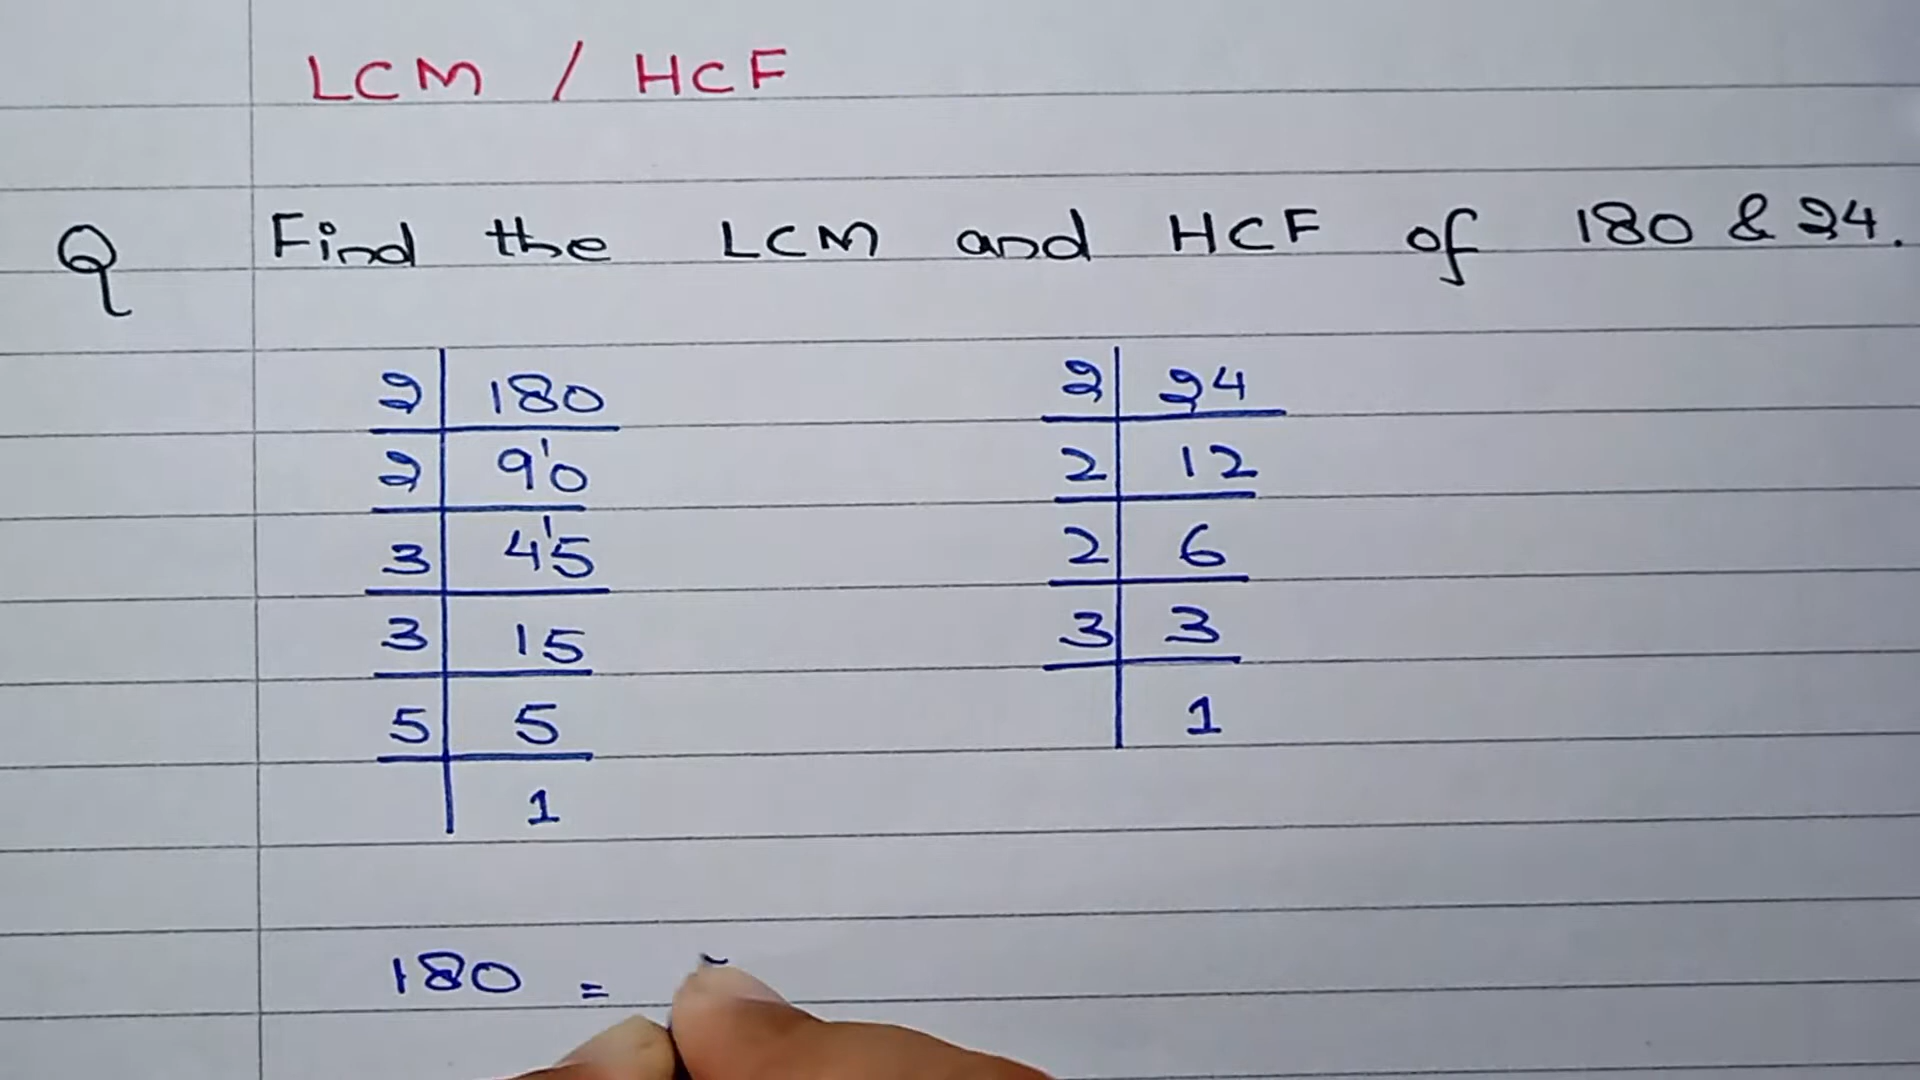 LCM / HCF
Q Find the LCM and HCF of 180 & 24.
2 180 2 24
2 90 2 12
3 45 2 6
3 15 3 3
5 5 1
1
180 =